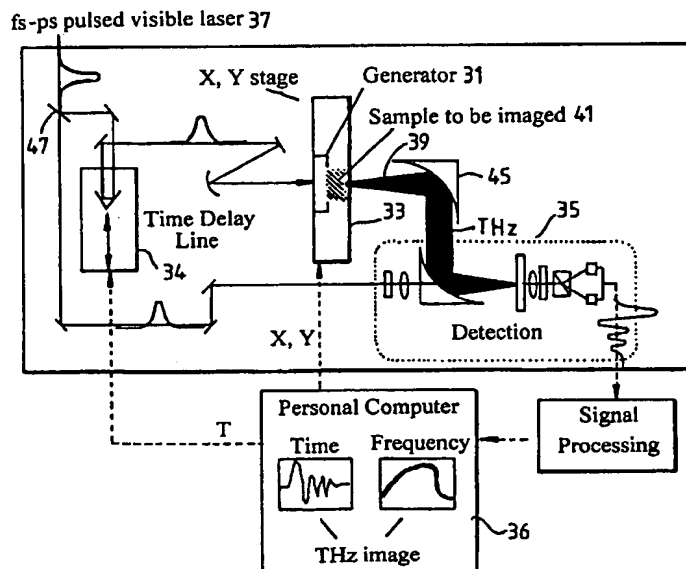 fs-ps pulsed visible laser 37
X, Y stage
Generator 31
Sample to be imaged 41
47
39
45
Time Delay
Line
34
33
THz
35
Detection
X, Y
T
Personal Computer
Time
Frequency
THz image
36
Signal
Processing